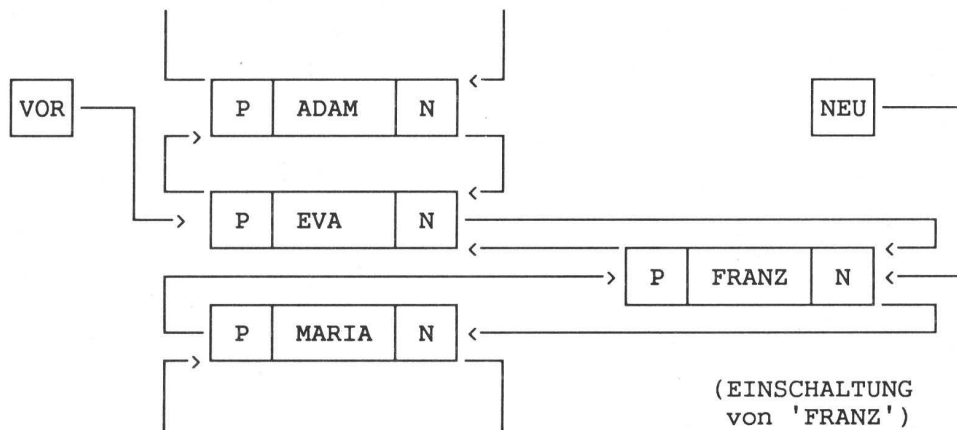 VOR P ADAM N NEU
P EVA N
P FRANZ N
P MARIA N
(EINSCHALTUNG
von 'FRANZ')